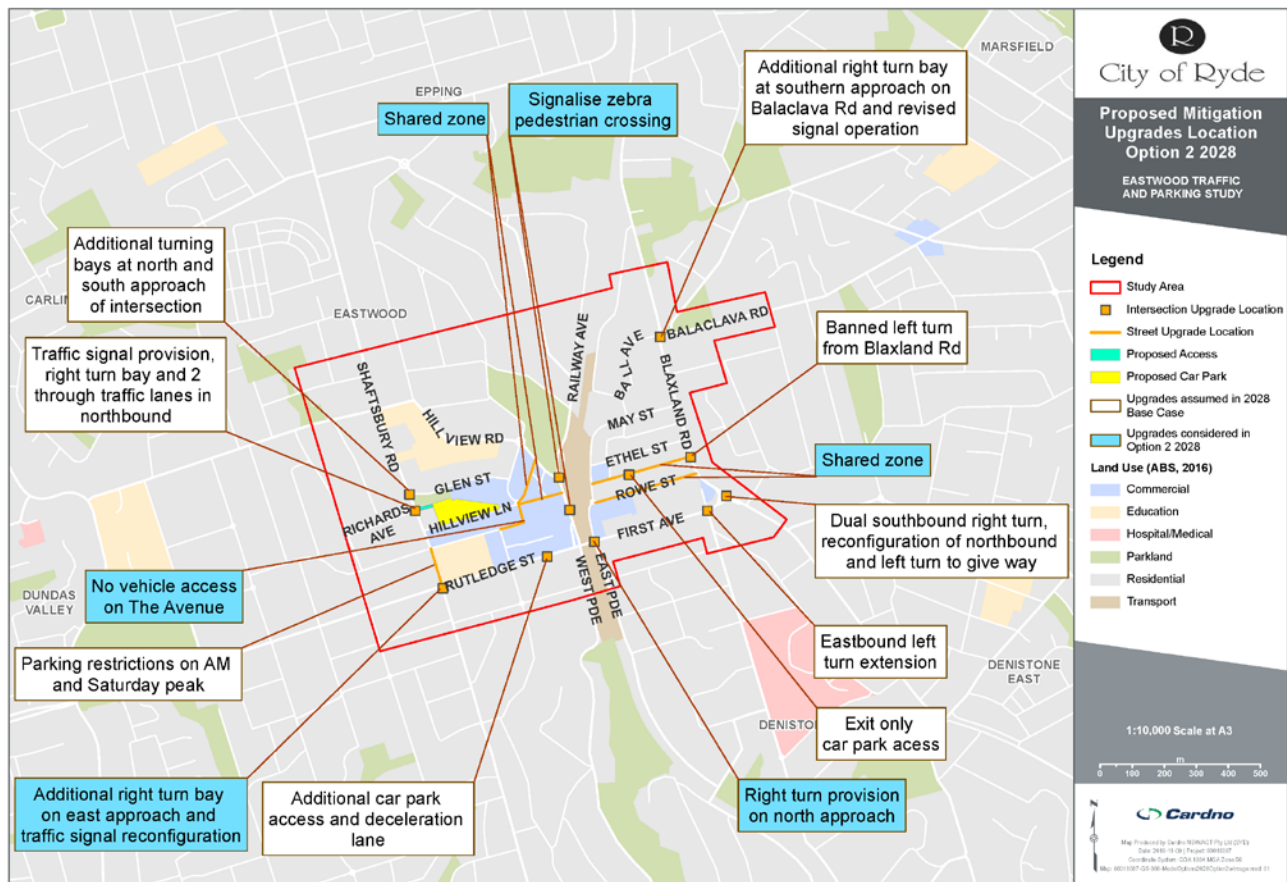 MARSFIELD
EPPING
Shared zone
Signalise zebra
pedestrian crossing
Additional right turn bay
at southern approach on
Balaclava Rd and revised
signal operation
Additional turning
bays at north and
south approach
of intersection
CARLIN
EASTWOOD
Traffic signal provision,
right turn bay and 2
through traffic lanes in
northbound
Banned left turn
from Blaxland Rd
RAILWAY AVE
BALL AVE
BALACLAVA RD
BLAXLAND RD
SHAFTSBURY RD
HILLVIEW RD
MAY ST
ETHEL ST
Shared zone
GLEN ST
ROWE ST
RICHARDS
AVE
HILLVIEW LN
FIRST AVE
Dual southbound right turn,
reconfiguration of northbound
and left turn to give way
No vehicle access
on The Avenue
DUNDAS
VALLEY
RUTLEDGE ST
WEST PDE
EAST PDE
Parking restrictions on AM
and Saturday peak
Eastbound left
turn extension
DENISTONE
EAST
DENISTON
Exit only
car park acess
Additional right turn bay
on east approach and
traffic signal reconfiguration
Additional car park
access and deceleration
lane
Right turn provision
on north approach
R
City of Ryde
Proposed Mitigation
Upgrades Location
Option 2 2028
EASTWOOD TRAFFIC
AND PARKING STUDY
Legend
Study Area
Intersection Upgrade Location
Street Upgrade Location
Proposed Access
Proposed Car Park
Upgrades assumed in 2028
Base Case
Upgrades considered in
Option 2 2028
Land Use (ABS, 2016)
Commercial
Education
Hospital/Medical
Parkland
Residential
Transport
1:10,000 Scale at A3
m
0 100 200 300 400 500
N
Cardno